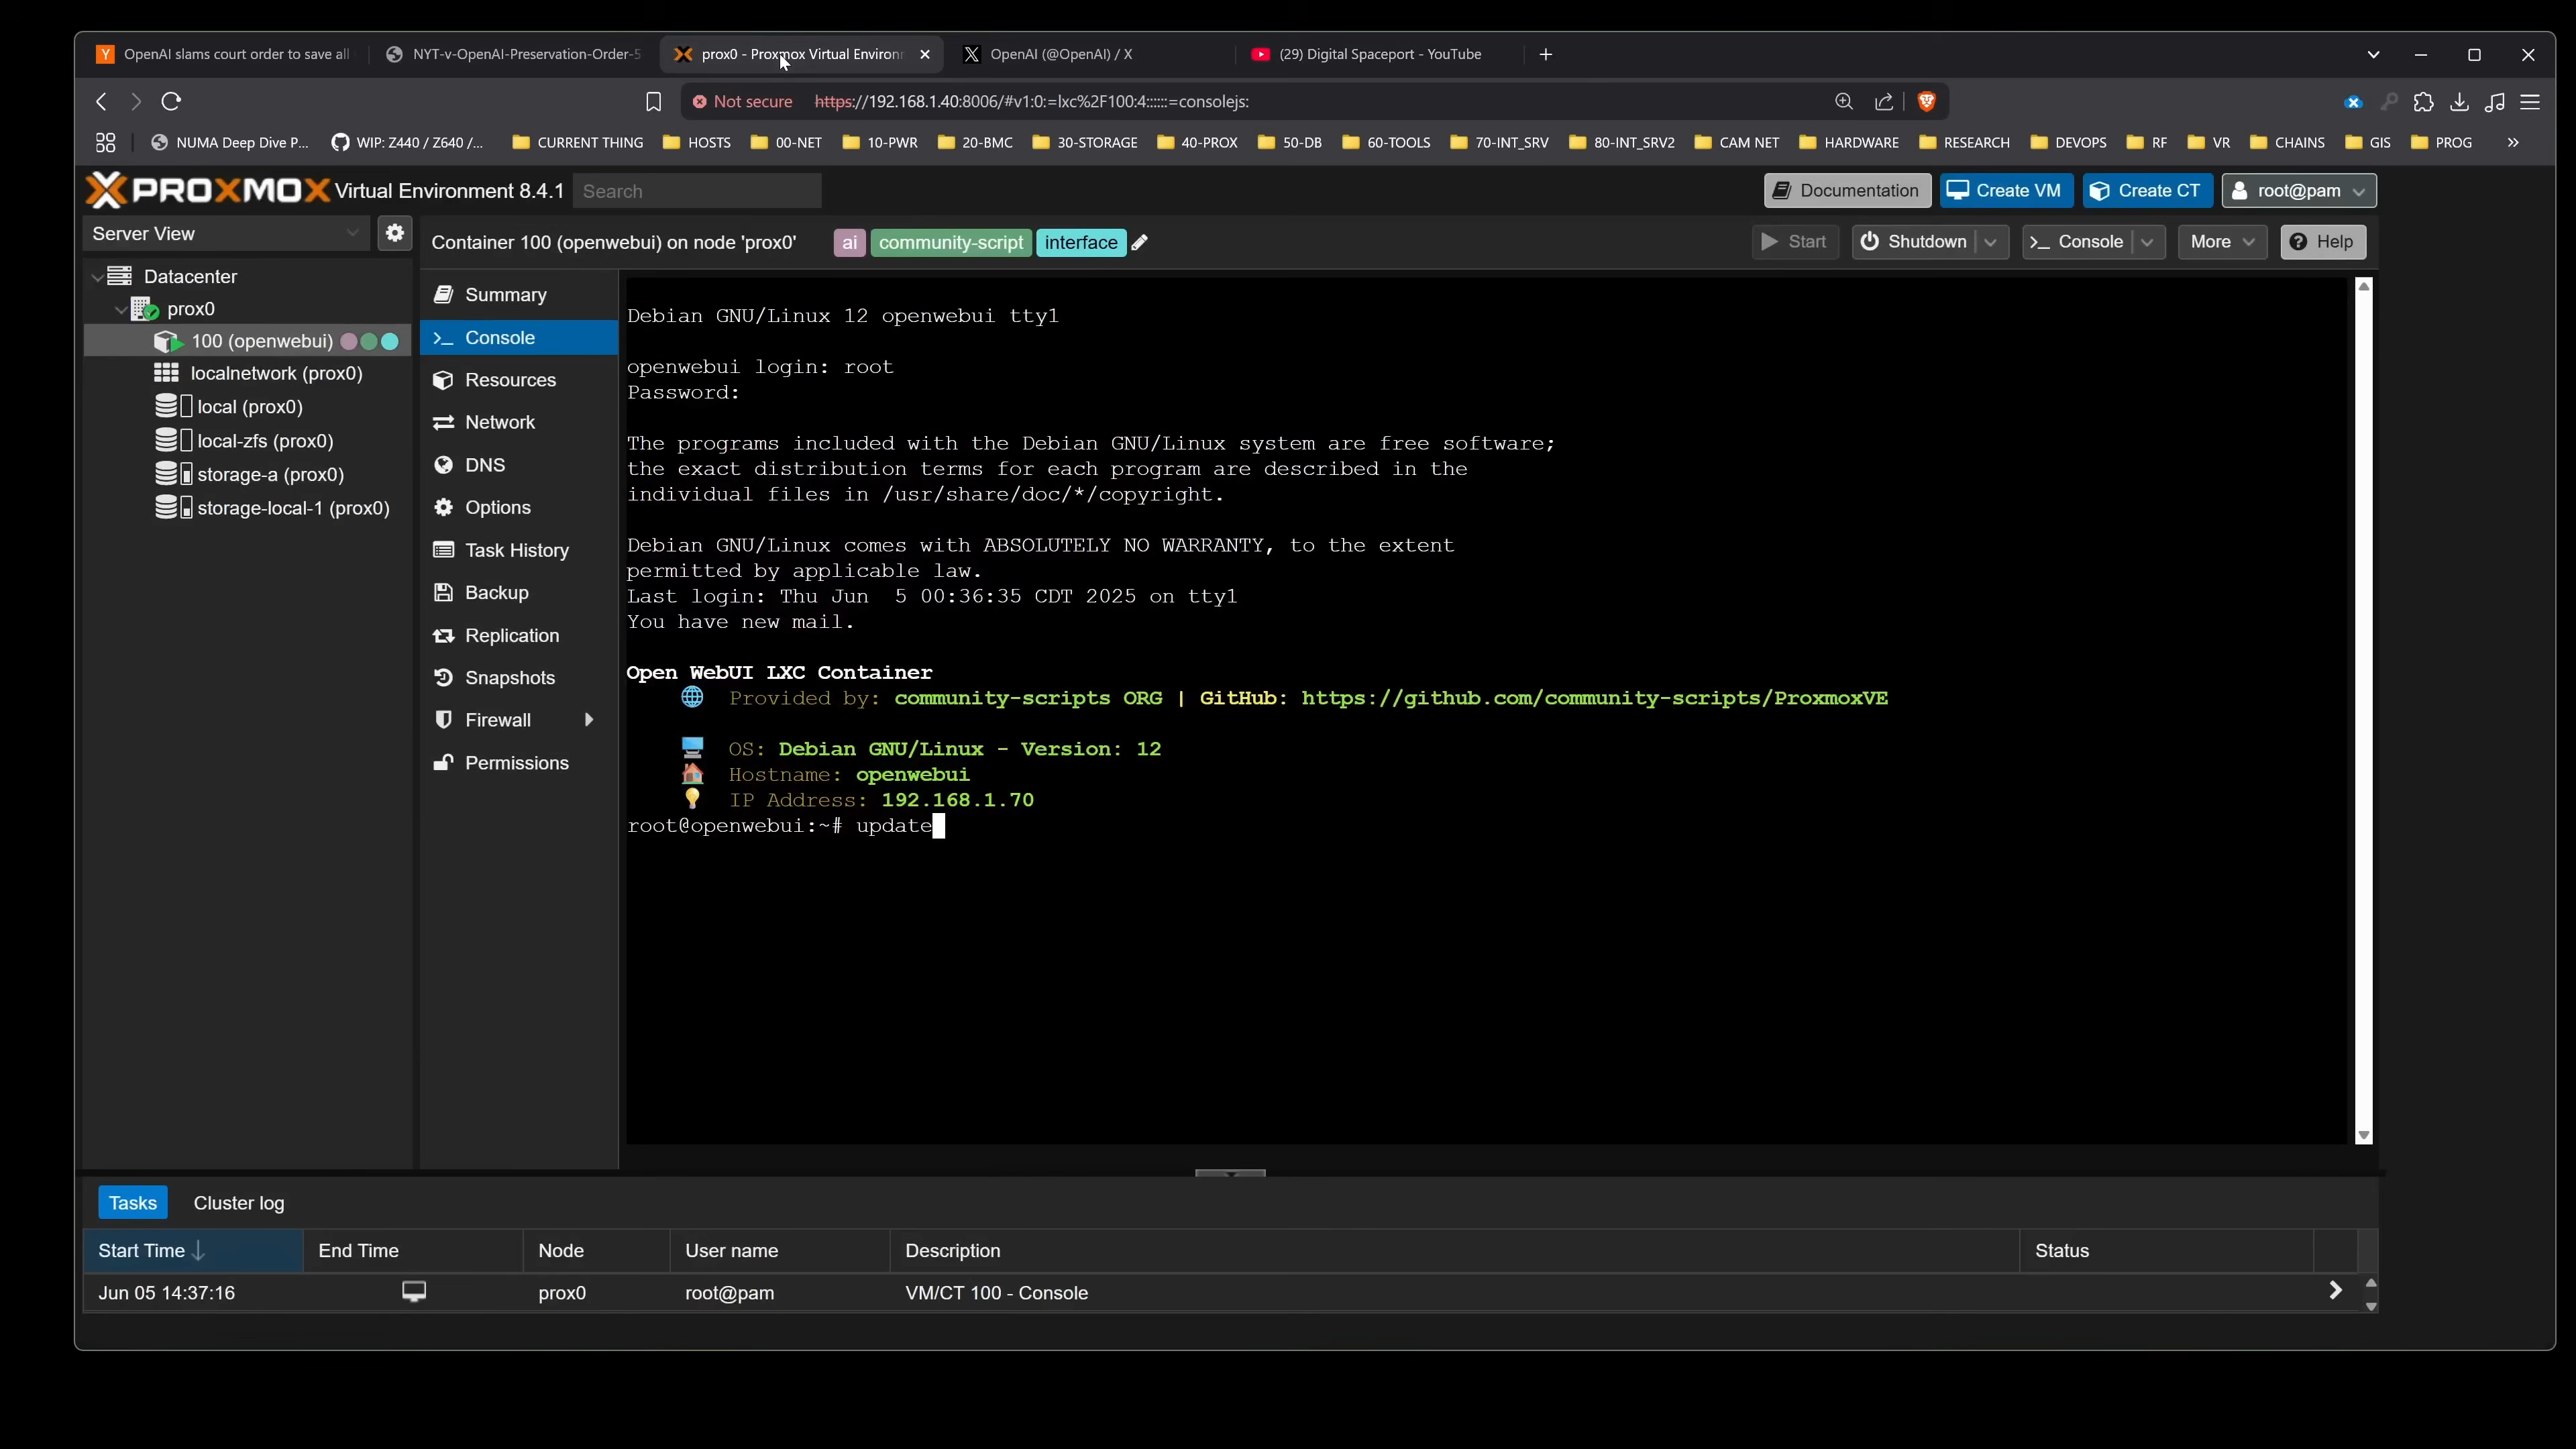 OpenAI slams court order to save all
NYT-v-OpenAI-Preservation-Order-5
prox0 - Proxmox Virtual Environ
OpenAI (@OpenAI) / X
(29) Digital Spaceport - YouTube
Not secure https://192.168.1.40:8006/#v1:0:=lxc%2F100:4::::::=consolejs:
NUMA Deep Dive P...
WIP: Z440 / Z640 /...
CURRENT THING
HOSTS
00-NET
10-PWR
20-BMC
30-STORAGE
40-PROX
50-DB
60-TOOLS
70-INT_SRV
80-INT_SRV2
CAM NET
HARDWARE
RESEARCH
DEVOPS
RF
VR
CHAINS
GIS
PROG
PROXMOX Virtual Environment 8.4.1
Search
Documentation
Create VM
Create CT
root@pam
Server View
Container 100 (openwebui) on node 'prox0'
ai
community-script
interface
Start
Shutdown
Console
More
Help
Datacenter
prox0
100 (openwebui)
localnetwork (prox0)
local (prox0)
local-zfs (prox0)
storage-a (prox0)
storage-local-1 (prox0)
Summary
Console
Resources
Network
DNS
Options
Task History
Backup
Replication
Snapshots
Firewall
Permissions
Debian GNU/Linux 12 openwebui tty1
openwebui login: root
Password:
The programs included with the Debian GNU/Linux system are free software;
the exact distribution terms for each program are described in the
individual files in /usr/share/doc/*/copyright.
Debian GNU/Linux comes with ABSOLUTELY NO WARRANTY, to the extent
permitted by applicable law.
Last login: Thu Jun  5 00:36:35 CDT 2025 on tty1
You have new mail.
Open WebUI LXC Container
Provided by: community-scripts ORG | GitHub: https://github.com/community-scripts/ProxmoxVE
OS: Debian GNU/Linux - Version: 12
Hostname: openwebui
IP Address: 192.168.1.70
root@openwebui:~# update
Tasks
Cluster log
Start Time
End Time
Node
User name
Description
Status
Jun 05 14:37:16
prox0
root@pam
VM/CT 100 - Console